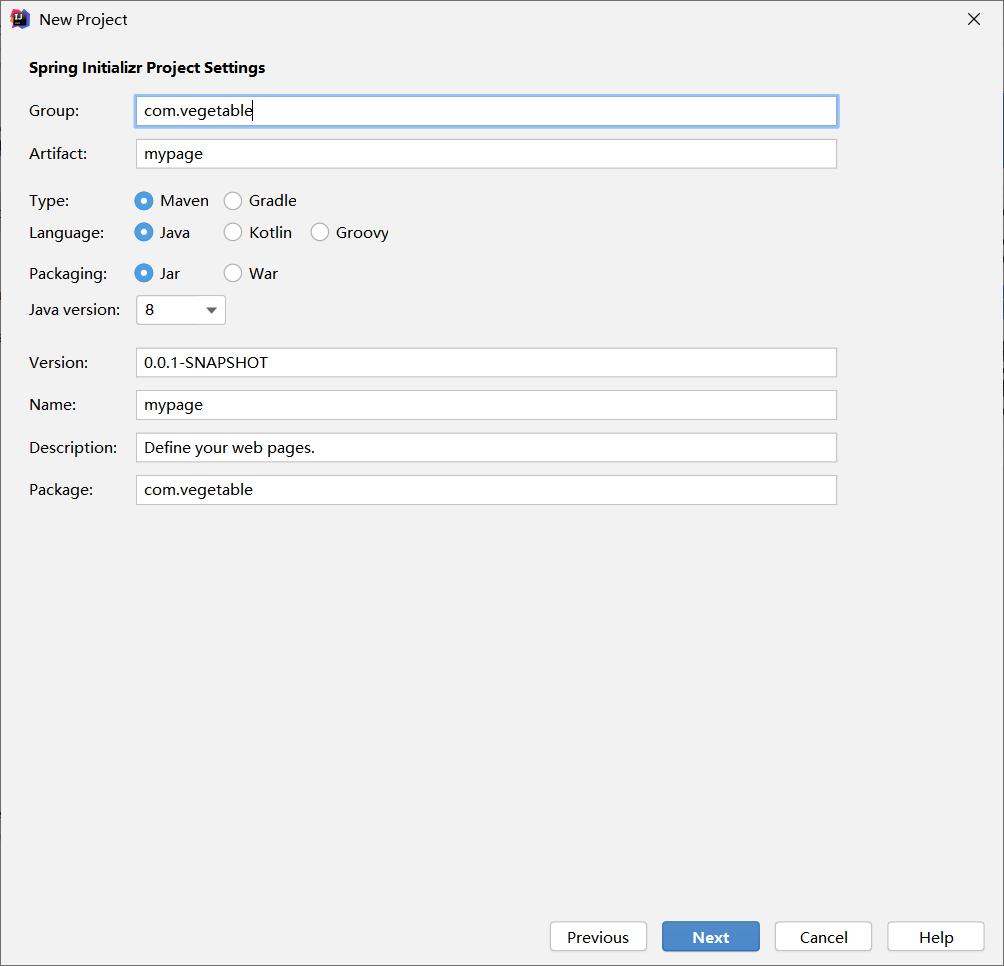 New Project
Spring Initializr Project Settings
Group: com.vegetable
Artifact: mypage
Type: Maven Gradle
Language: Java Kotlin Groovy
Packaging: Jar War
Java version: 8
Version: 0.0.1-SNAPSHOT
Name: mypage
Description: Define your web pages.
Package: com.vegetable
Previous Next Cancel Help